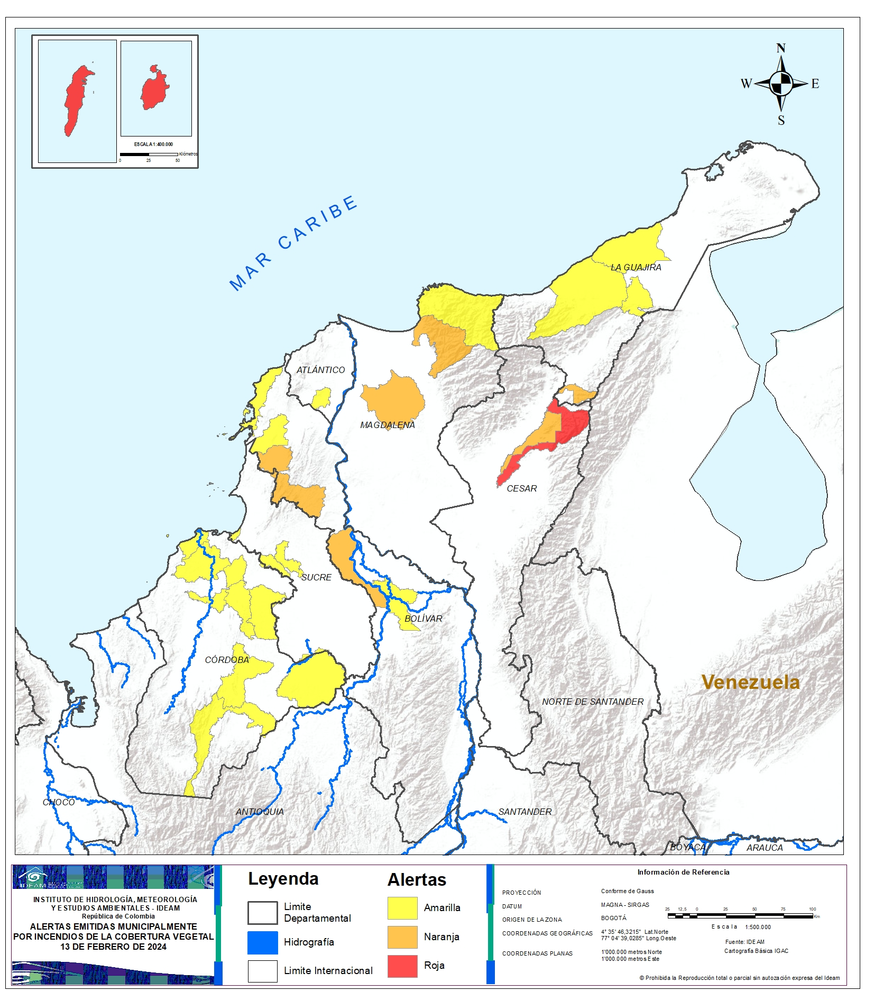 N
W
E
S
ESCALA 1:400.000
Kilómetros
0 25 50
MAR CARIBE
LA GUAJIRA
ATLÁNTICO
MAGDALENA
CESAR
SUCRE
BOLÍVAR
CÓRDOBA
Venezuela
NORTE DE SANTANDER
CHOCÓ
ANTIOQUIA
SANTANDER
BOYACÁ
ARAUCA
IDEAM
INSTITUTO DE HIDROLOGÍA, METEOROLOGÍA
Y ESTUDIOS AMBIENTALES - IDEAM
República de Colombia
ALERTAS EMITIDAS MUNICIPALMENTE
POR INCENDIOS DE LA COBERTURA VEGETAL
13 DE FEBRERO DE 2024
Leyenda
Limite
Departamental
Hidrografía
Limite Internacional
Alertas
Amarilla
Naranja
Roja
Información de Referencia
PROYECCIÓN Conforme de Gauss
DATUM MAGNA - SIRGAS
ORIGEN DE LA ZONA BOGOTÁ
COORDENADAS GEOGRÁFICAS 4° 35' 46,3215" Lat.Norte
77° 04' 39,0285" Long.Oeste
COORDENADAS PLANAS 1'000.000 metros Norte
1'000.000 metros Este
25 12,5 0 25 50 75 100
Km
Escala 1:500.000
Fuente: IDEAM
Cartografía Básica IGAC
© Prohibida la Reproducción total o parcial sin autozación expresa del Ideam